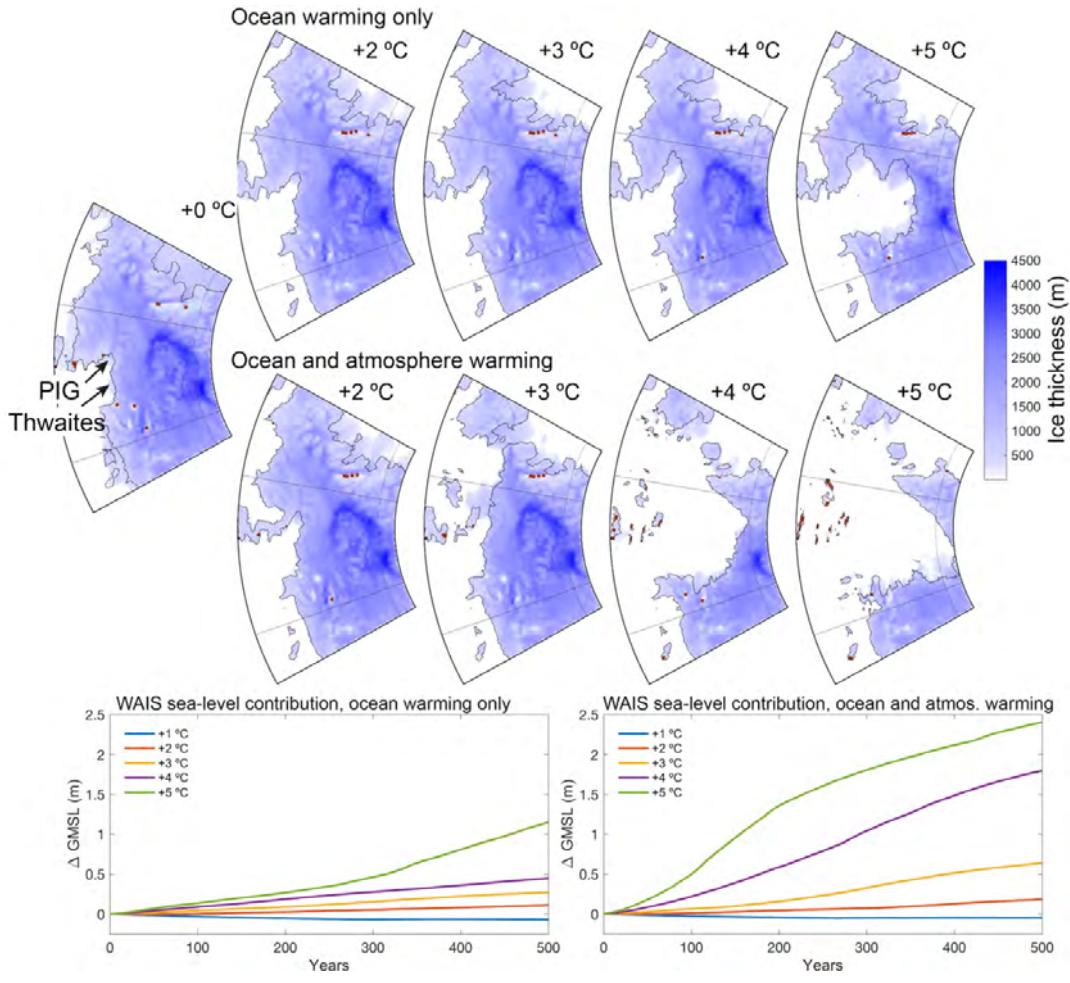 Ocean warming only
+2 ºC
+3 ºC
+4 ºC
+5 ºC
+0 ºC
PIG
Thwaites
Ocean and atmosphere warming
+2 ºC
+3 ºC
+4 ºC
+5 ºC
4500
4000
3500
3000
2500
2000
1500
1000
500
Ice thickness (m)
WAIS sea-level contribution, ocean warming only
2.5
2
1.5
1
0.5
0
Δ GMSL (m)
+1 ºC
+2 ºC
+3 ºC
+4 ºC
+5 ºC
0 100 200 300 400 500
Years
WAIS sea-level contribution, ocean and atmos. warming
2.5
2
1.5
1
0.5
0
Δ GMSL (m)
+1 ºC
+2 ºC
+3 ºC
+4 ºC
+5 ºC
0 100 200 300 400 500
Years